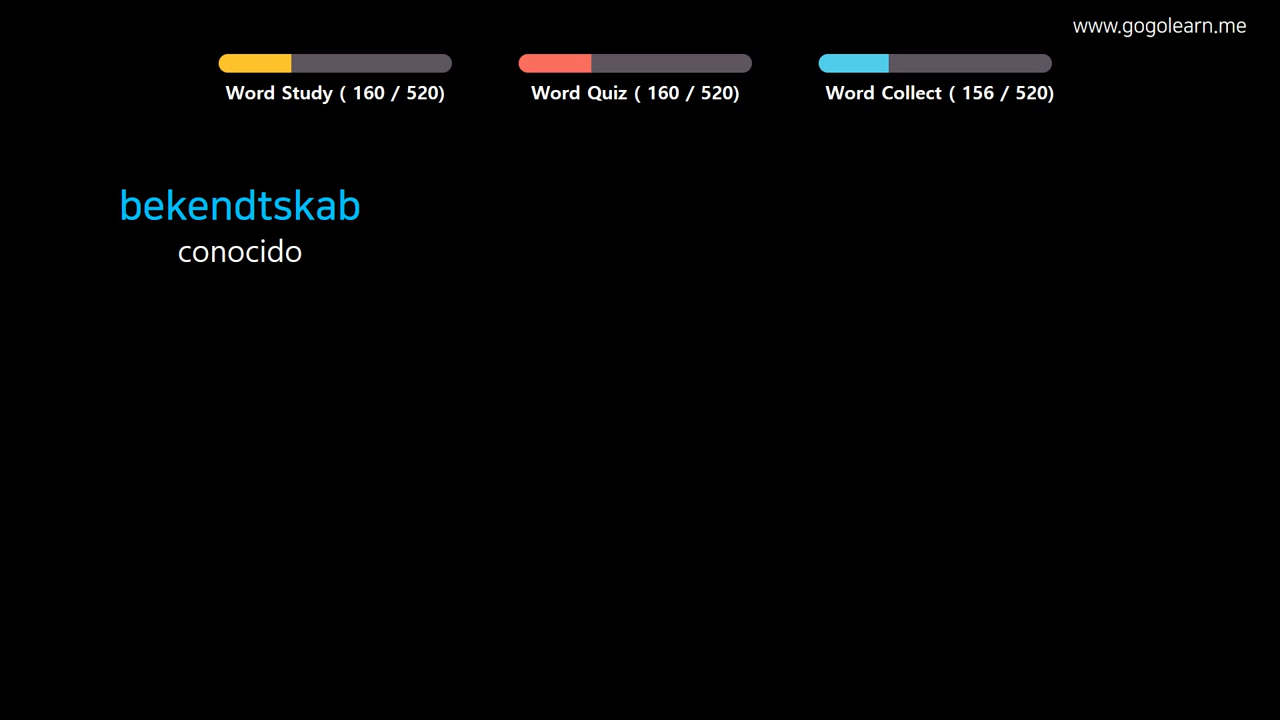 www.gogolearn.me
Word Study ( 160 / 520)
Word Quiz ( 160 / 520)
Word Collect ( 156 / 520)
bekendtskab
conocido